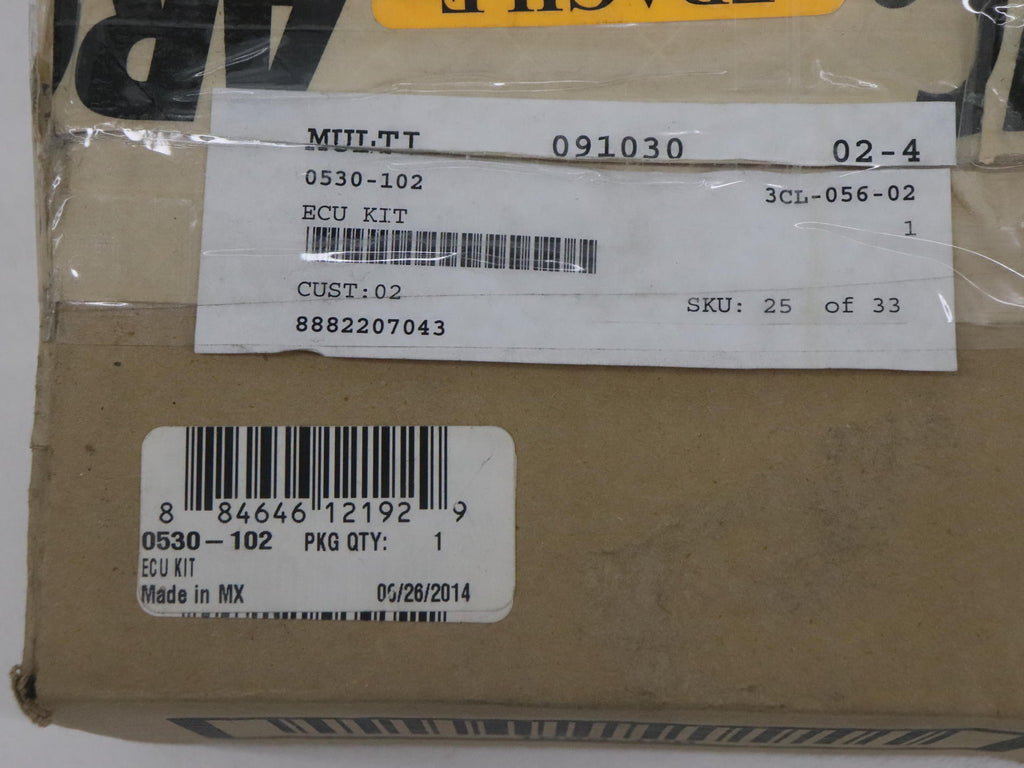 MULTI 091030 02-4
0530-102 3CL-056-02
ECU KIT 1
CUST:02 SKU: 25 of 33
8882207043
8 84646 12192 9
0530-102 PKG QTY: 1
ECU KIT
Made in MX 06/26/2014